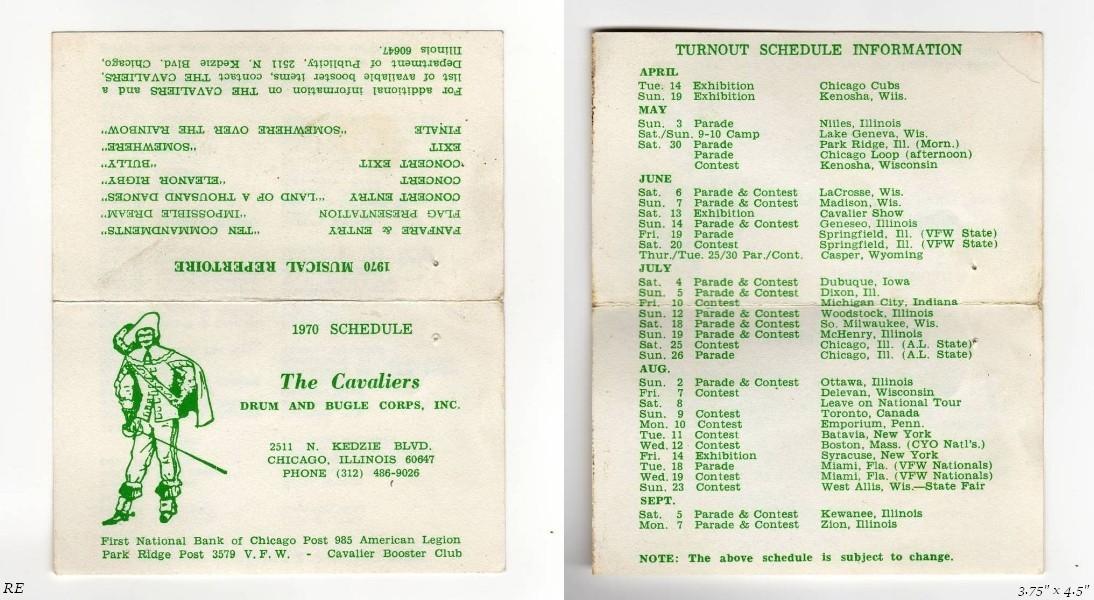 Illinois 60647.
Department of Publicity, 2511 N. Kedzie Blvd. Chicago,
list of available booster items, contact THE CAVALIERS,
For additional information on THE CAVALIERS and a
FINALE "SOMEWHERE OVER THE RAINBOW"
EXIT "SOMEWHERE"
CONCERT EXIT "BULLY"
CONCERT "ELEANOR RIGBY
CONCERT ENTRY "LAND OF A THOUSAND DANCES"
FLAG PRESENTATION "IMPOSSIBLE DREAM"
FANFARE & ENTRY "TEN COMMANDMENTS"
1970 MUSICAL REPERTOIRE
1970 SCHEDULE
The Cavaliers
DRUM AND BUGLE CORPS, INC.
2511 N. KEDZIE BLVD.
CHICAGO, ILLINOIS 60647
PHONE (312) 486-9026
First National Bank of Chicago Post 985 American Legion
Park Ridge Post 3579 V.F.W. - Cavalier Booster Club
RE
TURNOUT SCHEDULE INFORMATION
APRIL
Tue. 14 Exhibition Chicago Cubs
Sun. 19 Exhibition Kenosha, Wiis.
MAY
Sun. 3 Parade Nliles, Illinois
Sat./Sun. 9-10 Camp Lake Geneva, Wis.
Sat. 30 Parade Park Ridge, Ill. (Morn.)
Parade Chicago Loop (afternoon)
Contest Kenosha, Wisconsin
JUNE
Sat. 6 Parade & Contest LaCrosse, Wis.
Sun. 7 Parade & Contest Madison, Wis.
Sat. 13 Exhibition Cavalier Show
Sun. 14 Parade & Contest Geneseo, Illinois
Fri. 19 Parade Springfield, Ill. (VFW State)
Sat. 20 Contest Springfield, Ill. (VFW State)
Thur./Tue. 25/30 Par./Cont. Casper, Wyoming
JULY
Sat. 4 Parade & Contest Dubuque, Iowa
Sun. 5 Parade & Contest Dixon, Ill.
Fri. 10 Contest Michigan City, Indiana
Sun. 12 Parade & Contest Woodstock, Illinois
Sat. 18 Parade & Contest So. Milwaukee, Wis.
Sun. 19 Parade & Contest McHenry, Illinois
Sat. 25 Contest Chicago, Ill. (A.L. State)
Sun. 26 Parade Chicago, Ill. (A.L. State)
AUG.
Sun. 2 Parade & Contest Ottawa, Illinois
Fri. 7 Contest Delevan, Wisconsin
Sat. 8 Leave on National Tour
Sun. 9 Contest Toronto, Canada
Mon. 10 Contest Emporium, Penn.
Tue. 11 Contest Batavia, New York
Wed. 12 Contest Boston, Mass. (CYO Natl's.)
Fri. 14 Exhibition Syracuse, New York
Tue. 18 Parade Miami, Fla. (VFW Nationals)
Wed. 19 Contest Miami, Fla. (VFW Nationals)
Sun. 23 Contest West Allis, Wis.—State Fair
SEPT.
Sat. 5 Parade & Contest Kewanee, Illinois
Mon. 7 Parade & Contest Zion, Illinois
NOTE: The above schedule is subject to change.
3.75" x 4.5"